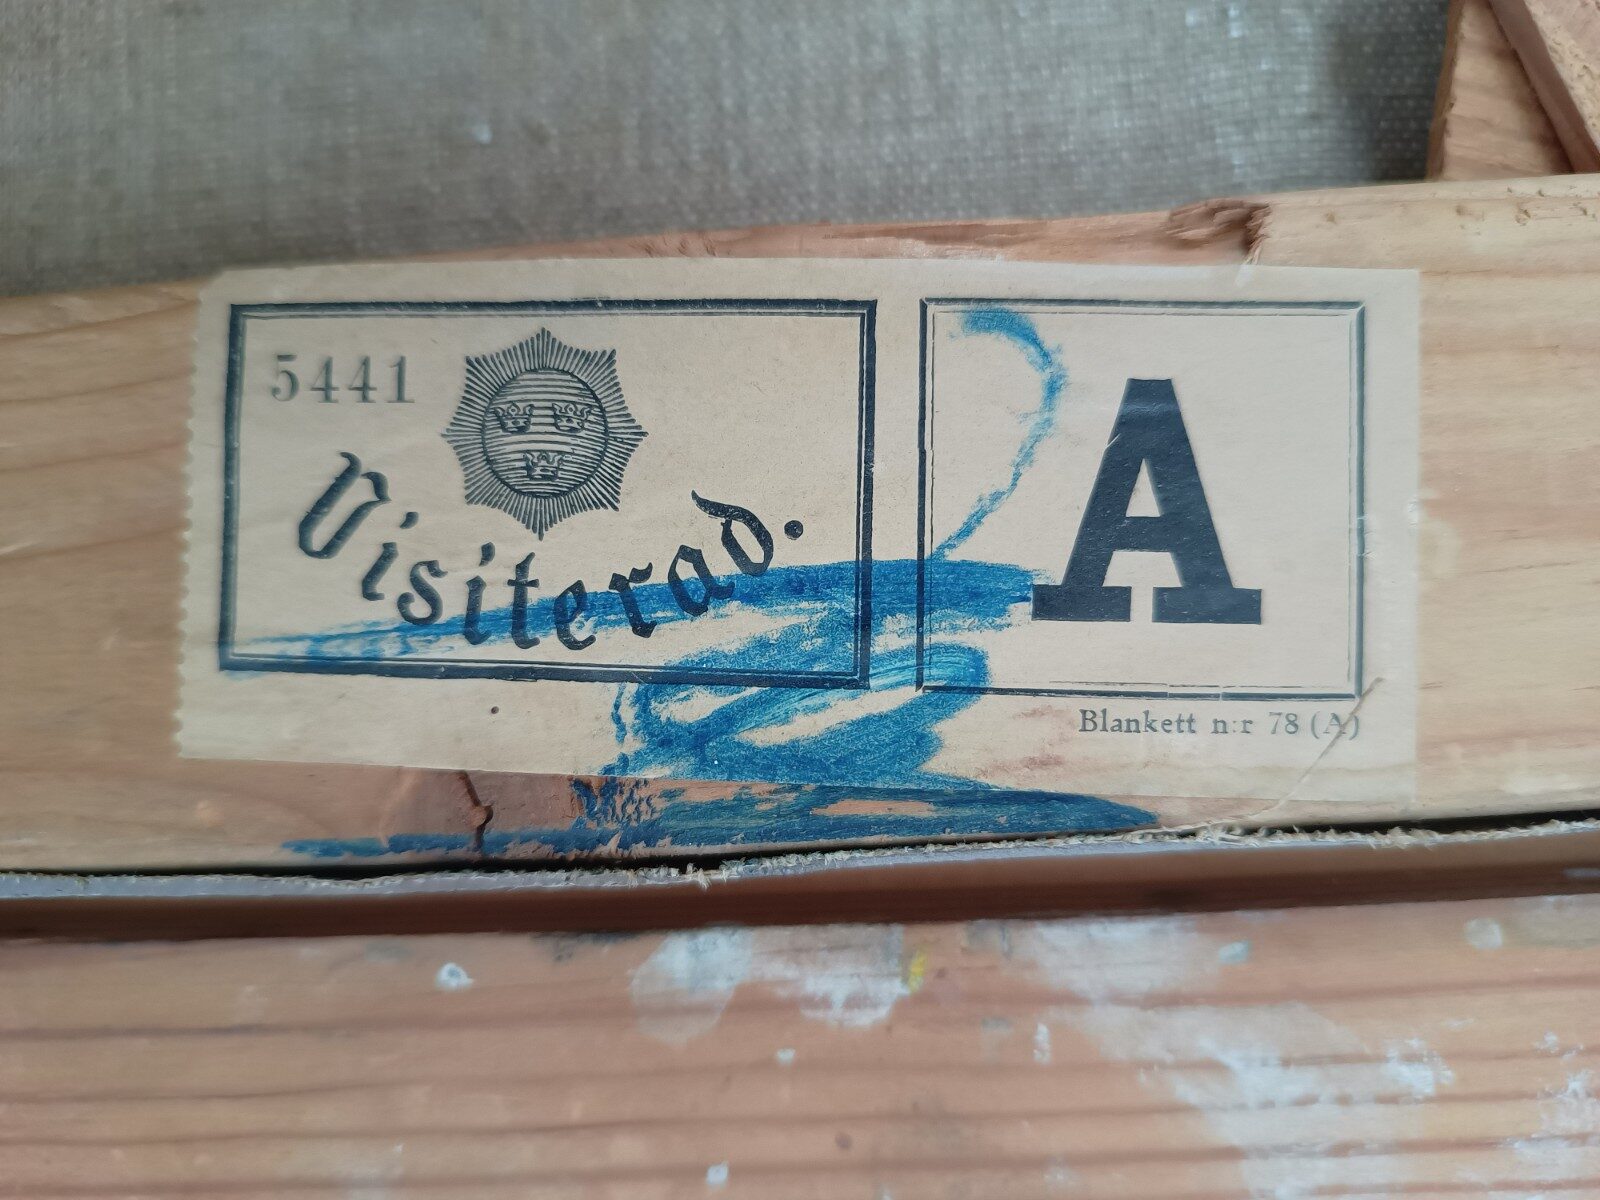 5441
Visiterad.
A
Blankett n:r 78 (A)